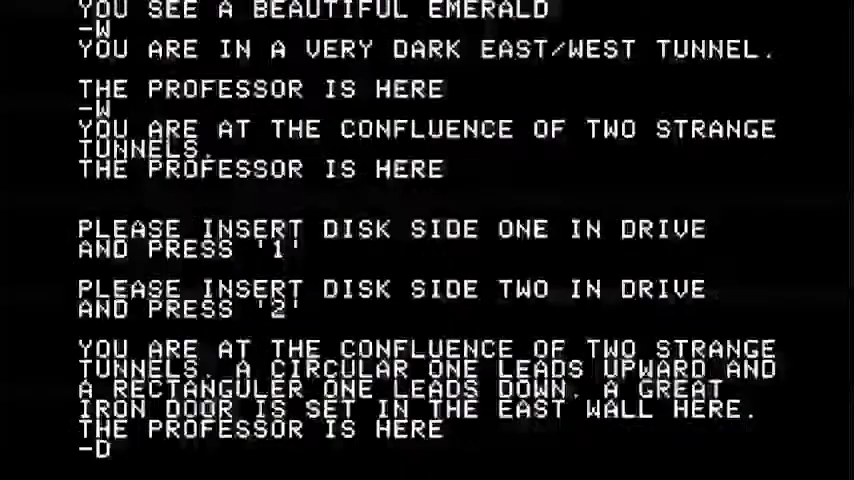 YOU SEE A BEAUTIFUL EMERALD
-W
YOU ARE IN A VERY DARK EAST/WEST TUNNEL.
THE PROFESSOR IS HERE
-W
YOU ARE AT THE CONFLUENCE OF TWO STRANGE
TUNNELS.
THE PROFESSOR IS HERE
PLEASE INSERT DISK SIDE ONE IN DRIVE
AND PRESS '1'
PLEASE INSERT DISK SIDE TWO IN DRIVE
AND PRESS '2'
YOU ARE AT THE CONFLUENCE OF TWO STRANGE
TUNNELS. A CIRCULAR ONE LEADS UPWARD AND
A RECTANGULER ONE LEADS DOWN. A GREAT
IRON DOOR IS SET IN THE EAST WALL HERE.
THE PROFESSOR IS HERE
-D